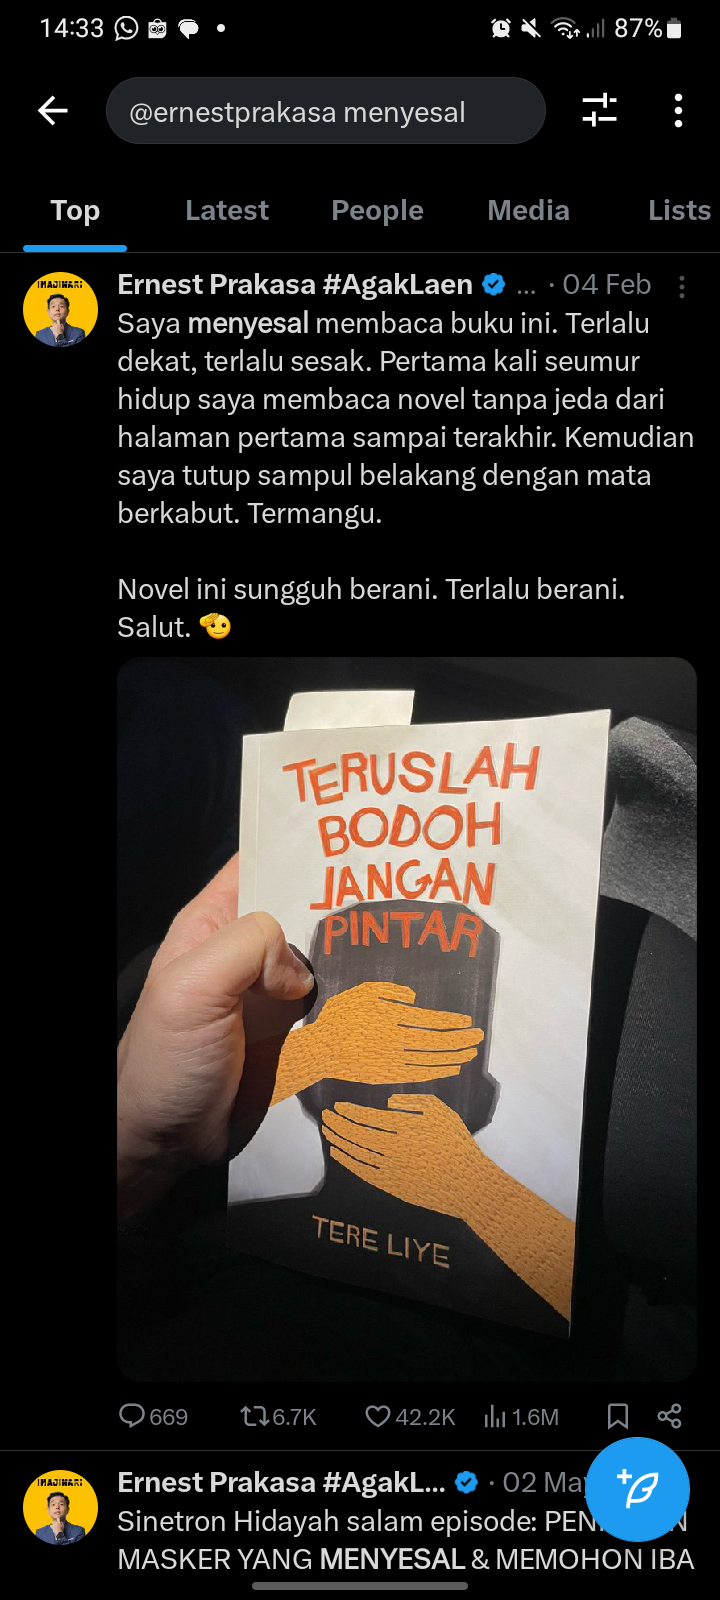 14:33
87%
@ernestprakasa menyesal
Top Latest People Media Lists
IMAJINARI
Ernest Prakasa #AgakLaen ... · 04 Feb
Saya menyesal membaca buku ini. Terlalu
dekat, terlalu sesak. Pertama kali seumur
hidup saya membaca novel tanpa jeda dari
halaman pertama sampai terakhir. Kemudian
saya tutup sampul belakang dengan mata
berkabut. Termangu.
Novel ini sungguh berani. Terlalu berani.
Salut. 🫡
TERUSLAH
BODOH
JANGAN
PINTAR
TERE LIYE
669 6.7K 42.2K 1.6M
IMAJINARI
Ernest Prakasa #AgakL... · 02 May
Sinetron Hidayah salam episode:
MASKER YANG MENYESAL & MEMOHON IBA